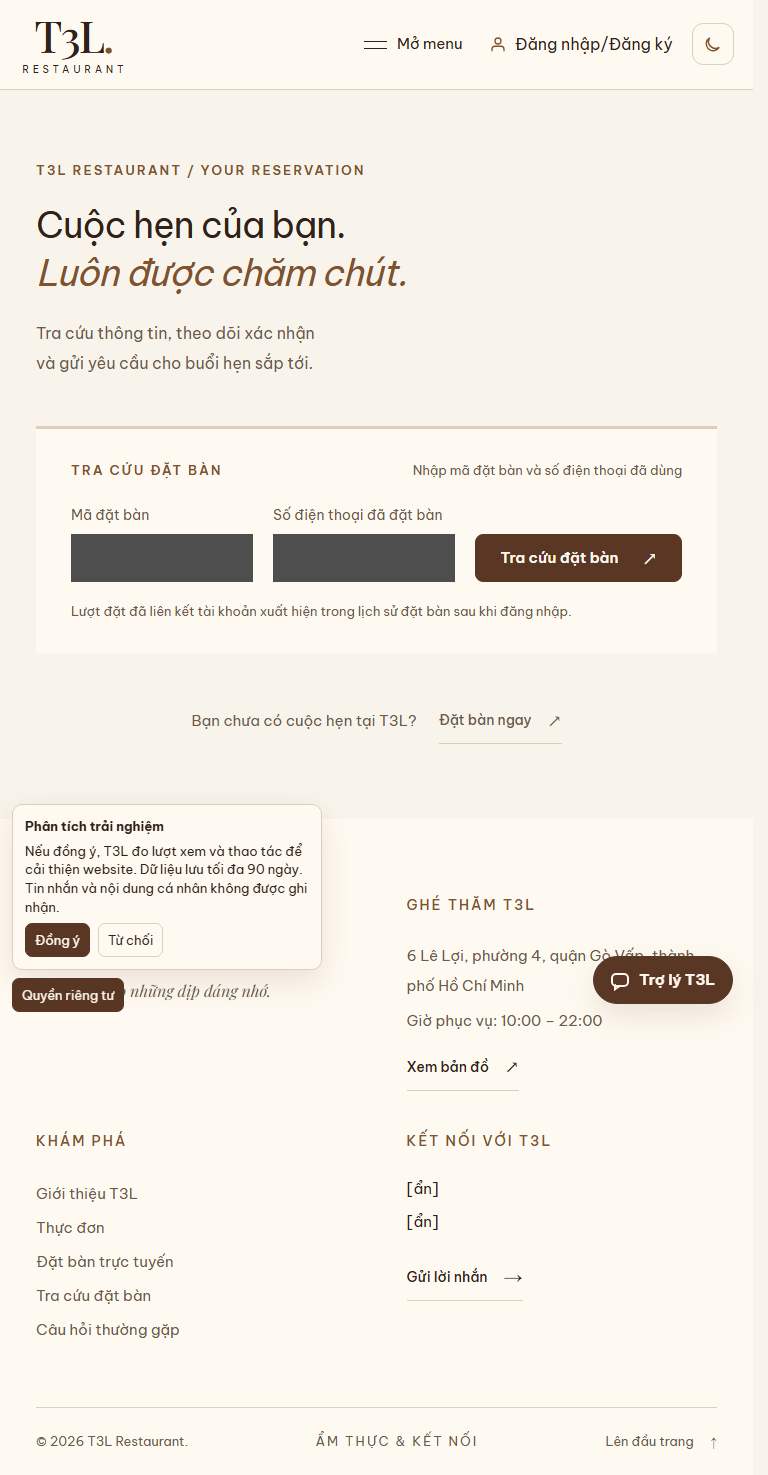 T3L.
RESTAURANT
Mở menu
Đăng nhập/Đăng ký
T3L RESTAURANT / YOUR RESERVATION
Cuộc hẹn của bạn.
Luôn được chăm chút.
Tra cứu thông tin, theo dõi xác nhận
và gửi yêu cầu cho buổi hẹn sắp tới.
TRA CỨU ĐẶT BÀN
Nhập mã đặt bàn và số điện thoại đã dùng
Mã đặt bàn
Số điện thoại đã đặt bàn
Tra cứu đặt bàn ↗
Lượt đặt đã liên kết tài khoản xuất hiện trong lịch sử đặt bàn sau khi đăng nhập.
Bạn chưa có cuộc hẹn tại T3L?
Đặt bàn ngay ↗
Phân tích trải nghiệm
Nếu đồng ý, T3L đo lượt xem và thao tác để
cải thiện website. Dữ liệu lưu tối đa 90 ngày.
Tin nhắn và nội dung cá nhân không được ghi
nhận.
Đồng ý
Từ chối
Quyền riêng tư
những dịp đáng nhớ.
GHÉ THĂM T3L
6 Lê Lợi, phường 4, quận Gò Vấp, thành
phố Hồ Chí Minh
Trợ lý T3L
Giờ phục vụ: 10:00 – 22:00
Xem bản đồ ↗
KHÁM PHÁ
Giới thiệu T3L
Thực đơn
Đặt bàn trực tuyến
Tra cứu đặt bàn
Câu hỏi thường gặp
KẾT NỐI VỚI T3L
[ẩn]
[ẩn]
Gửi lời nhắn →
© 2026 T3L Restaurant.
ẨM THỰC & KẾT NỐI
Lên đầu trang ↑